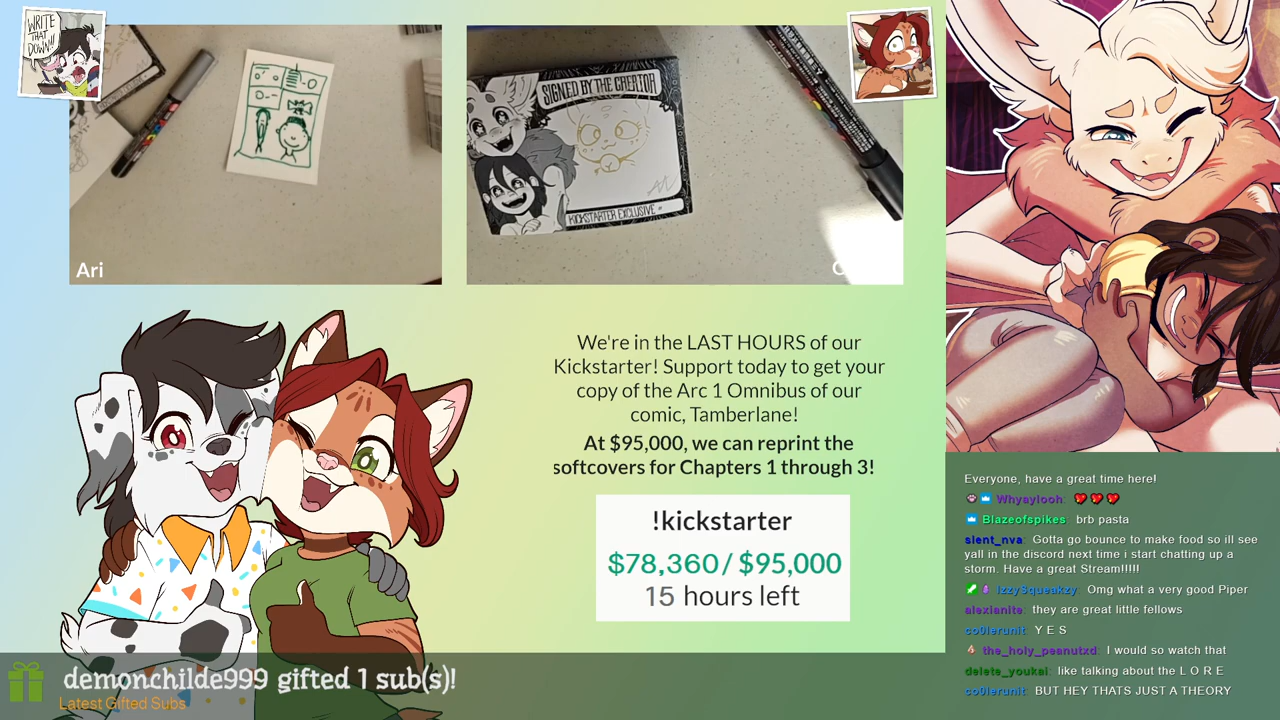 WRITE
THAT
DOWN!!!
SIGNED BY THE CREATOR
KICKSTARTER EXCLUSIVE
Ari
We're in the LAST HOURS of our
Kickstarter! Support today to get your
copy of the Arc 1 Omnibus of our
comic, Tamberlane!
At $95,000, we can reprint the
softcovers for Chapters 1 through 3!
!kickstarter
$78,360/ $95,000
15 hours left
demonchilde999 gifted 1 sub(s)!
Latest Gifted Subs
Everyone, have a great time here!
Whyaylooh:
Blazeofspikes brb pasta
slent_nva: Gotta go bounce to make food so ill see
yall in the discord next time i start chatting up a
storm. Have a great Stream!!!!!
IzzySqueakzy: Omg what a very good Piper
alexianite: they are great little fellows
co0lerunit: Y E S
the_holy_peanutxd: I would so watch that
delete_youkai: like talking about the L O R E
co0lerunit: BUT HEY THATS JUST A THEORY